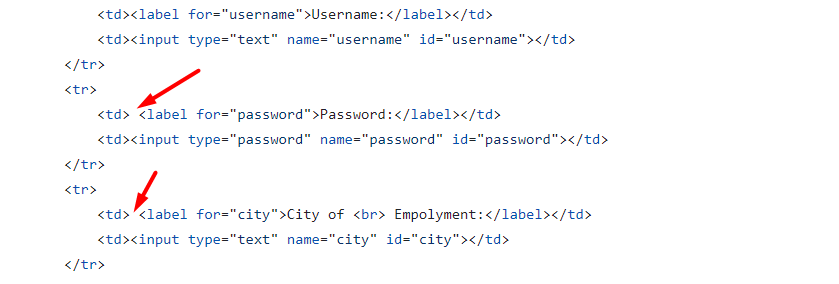 <td><label for="username">Username:</label></td>
<td><input type="text" name="username" id="username"></td>
</tr>
<tr>
<td> <label for="password">Password:</label></td>
<td><input type="password" name="password" id="password"></td>
</tr>
<tr>
<td> <label for="city">City of <br> Empolyment:</label></td>
<td><input type="text" name="city" id="city"></td>
</tr>